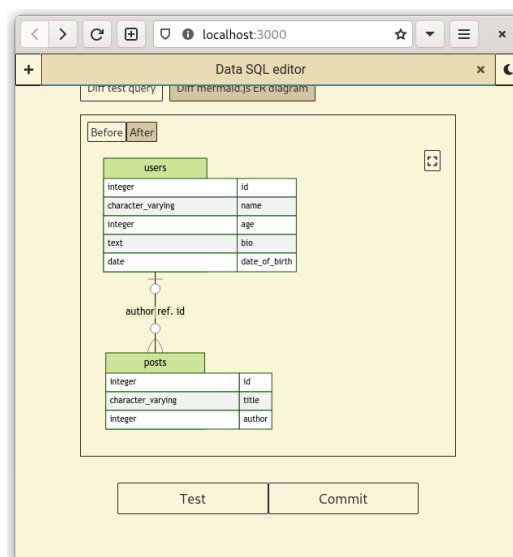 localhost:3000
+ Data SQL editor ×
Diff test query Diff mermaid.js ER diagram
Before After
users
integer id
character_varying name
integer age
text bio
date date_of_birth
author ref. id
posts
integer id
character_varying title
integer author
Test Commit